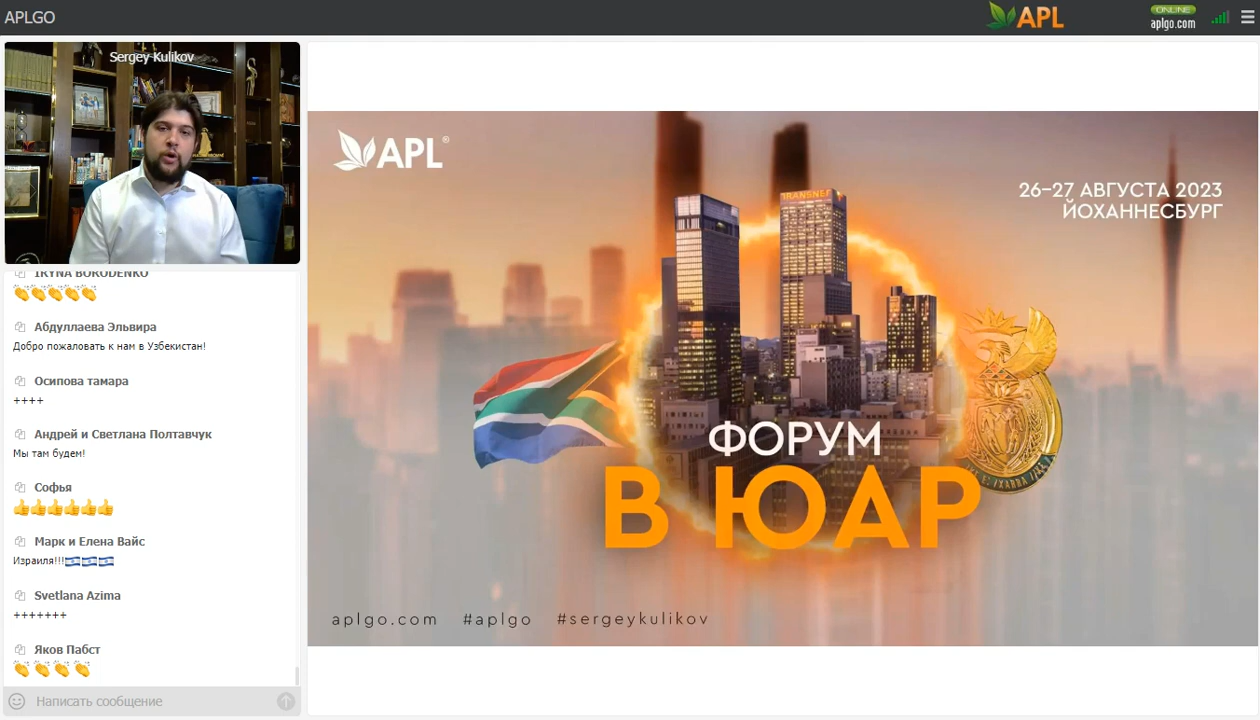 APLGO
APL
ONLINE
aplgo.com
Sergey Kulikov
IRYNA BORODENKO
Абдуллаева Эльвира
Добро пожаловать к нам в Узбекистан!
Осипова тамара
++++
Андрей и Светлана Полтавчук
Мы там будем!
Софья
Марк и Елена Вайс
Израиля!!!
Svetlana Azima
+++++++
Яков Пабст
Написать сообщение
APL®
26–27 АВГУСТА 2023
ЙОХАННЕСБУРГ
TRANSNET
ФОРУМ
В ЮАР
aplgo.com #aplgo #sergeykulikov